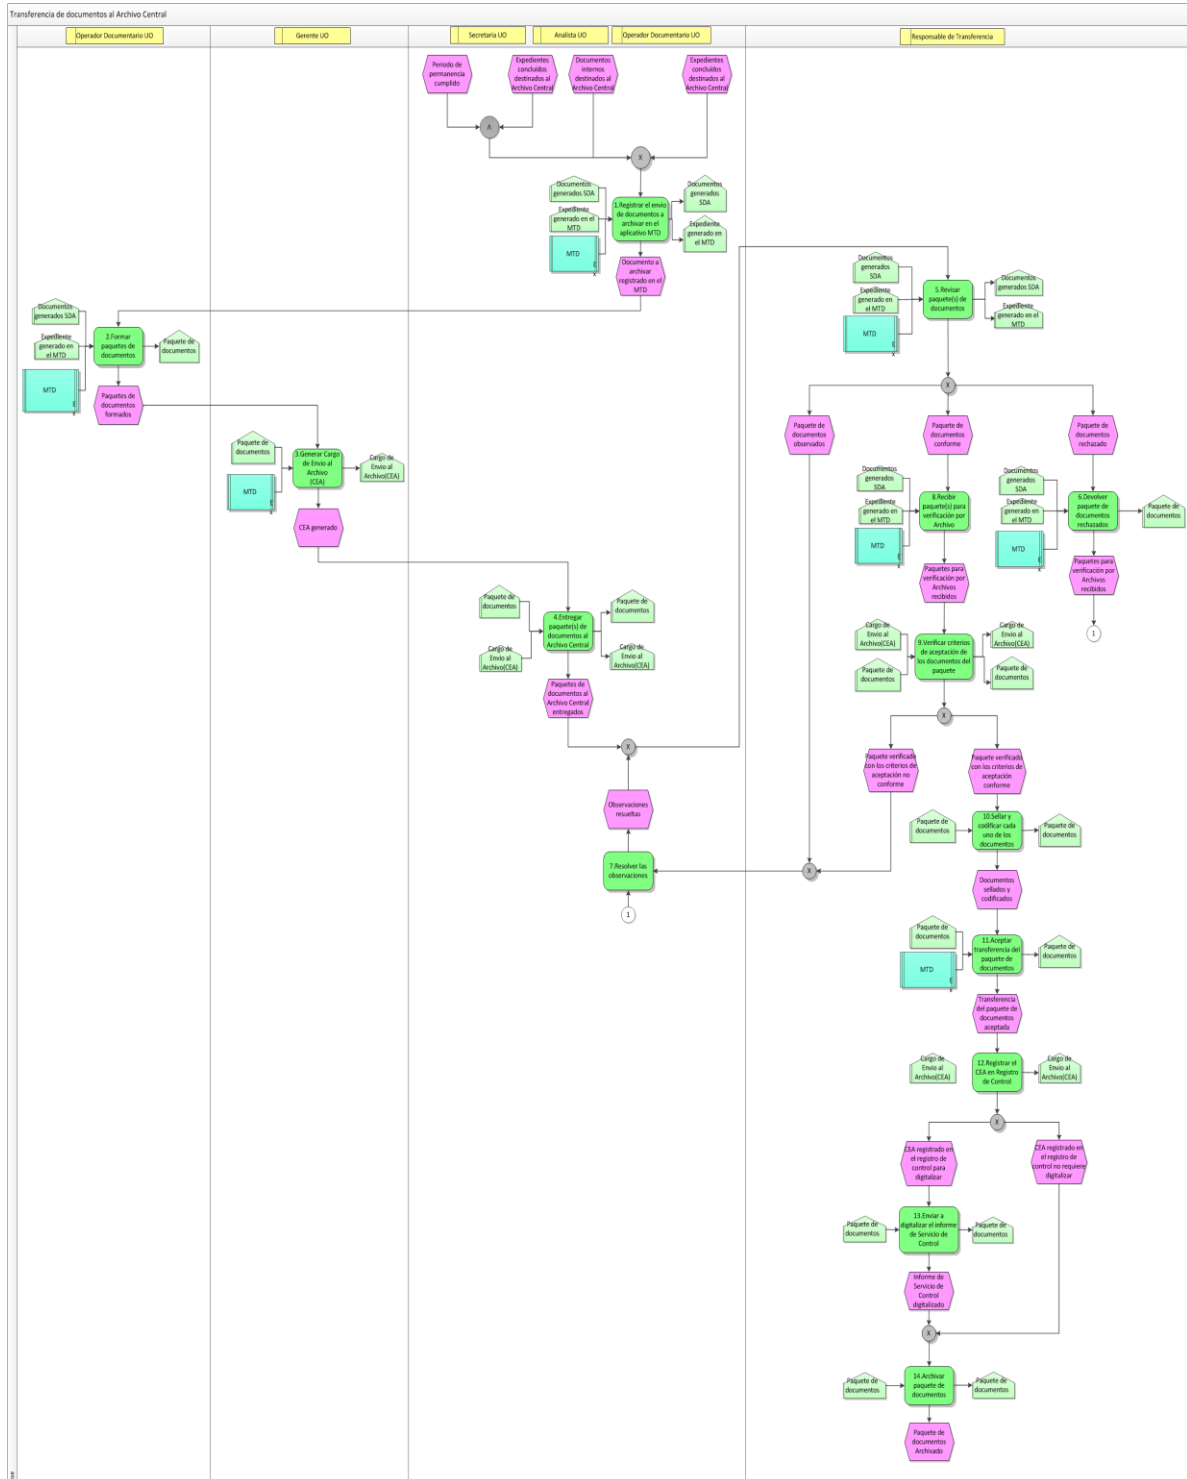 Transferencia de documentos al Archivo Central
Operador Documentario UO
Gerente UO
Secretaria UO
Analista UO
Operador Documentario UO
Responsable de Transferencia
Periodo de
permanencia
cumplido
Expedientes
concluidos
destinados al
Archivo Central
Documentos
internos
destinados al
Archivo Central
Expedientes
concluidos
destinados al
Archivo Central
Λ
X
Documentos
generados SDA
Expediente
generado en el
MTD
MTD
E
x
1.Registrar el envio
de documentos a
archivar en el
aplicativo MTD
Documentos
generados
SDA
Expediente
generado en
el MTD
Documento a
archivar
registrado en el
MTD
Documentos
generados SDA
Expediente
generado en
el MTD
MTD
E
x
2.Formar
paquetes de
documentos
Paquete de
documentos
Paquetes de
documentos
formados
Paquete de
documentos
MTD
E
x
3.Generar Cargo
de Envio al
Archivo
(CEA)
Cargo de
Envio al
Archivo(CEA)
CEA generado
Paquete de
documentos
Cargo de
Envio al
Archivo(CEA)
4.Entregar
paquete(s) de
documentos al
Archivo Central
Paquete de
documentos
Cargo de
Envio al
Archivo(CEA)
Paquetes de
documentos al
Archivo Central
entregados
X
Observaciones
resueltas
7.Resolver las
observaciones
1
Documentos
generados
SDA
Expediente
generado en
el MTD
MTD
E
x
5.Revisar
paquete(s) de
documentos
Documentos
generados SDA
Expediente
generado en el
MTD
X
Paquete de
documentos
observados
Paquete de
documentos
conforme
Paquete de
documentos
rechazado
Documentos
generados
SDA
Expediente
generado en
el MTD
MTD
E
x
8.Recibir
paquete(s) para
verificación por
Archivo
Documentos
generados
SDA
Expediente
generado en
el MTD
MTD
E
x
6.Devolver
paquete de
documentos
rechazados
Paquete de
documentos
Paquetes para
verificación por
Archivos
recibidos
Paquetes para
verificación por
Archivos
recibidos
1
Cargo de
Envio al
Archivo(CEA)
Paquete de
documentos
9.Verificar criterios
de aceptación de
los documentos del
paquete
Cargo de
Envio al
Archivo(CEA)
Paquete de
documentos
X
Paquete verificado
con los criterios de
aceptación no
conforme
Paquete verificado
con los criterios de
aceptación
conforme
X
Paquete de
documentos
10.Sellar y
codificar cada
uno de los
documentos
Paquete de
documentos
Documentos
sellados y
codificados
Paquete de
documentos
MTD
E
x
11.Aceptar
transferencia del
paquete de
documentos
Paquete de
documentos
Transferencia
del paquete de
documentos
aceptada
Cargo de
Envio al
Archivo(CEA)
12.Registrar el
CEA en Registro
de Control
Cargo de
Envio al
Archivo(CEA)
X
CEA registrado en
el registro de
control para
digitalizar
CEA registrado en
el registro de
control no requiere
digitalizar
Paquete de
documentos
13.Enviar a
digitalizar el informe
de Servicio de
Control
Paquete de
documentos
Informe de
Servicio de
Control
digitalizado
X
Paquete de
documentos
14.Archivar
paquete de
documentos
Paquete de
documentos
Paquete de
documentos
Archivado